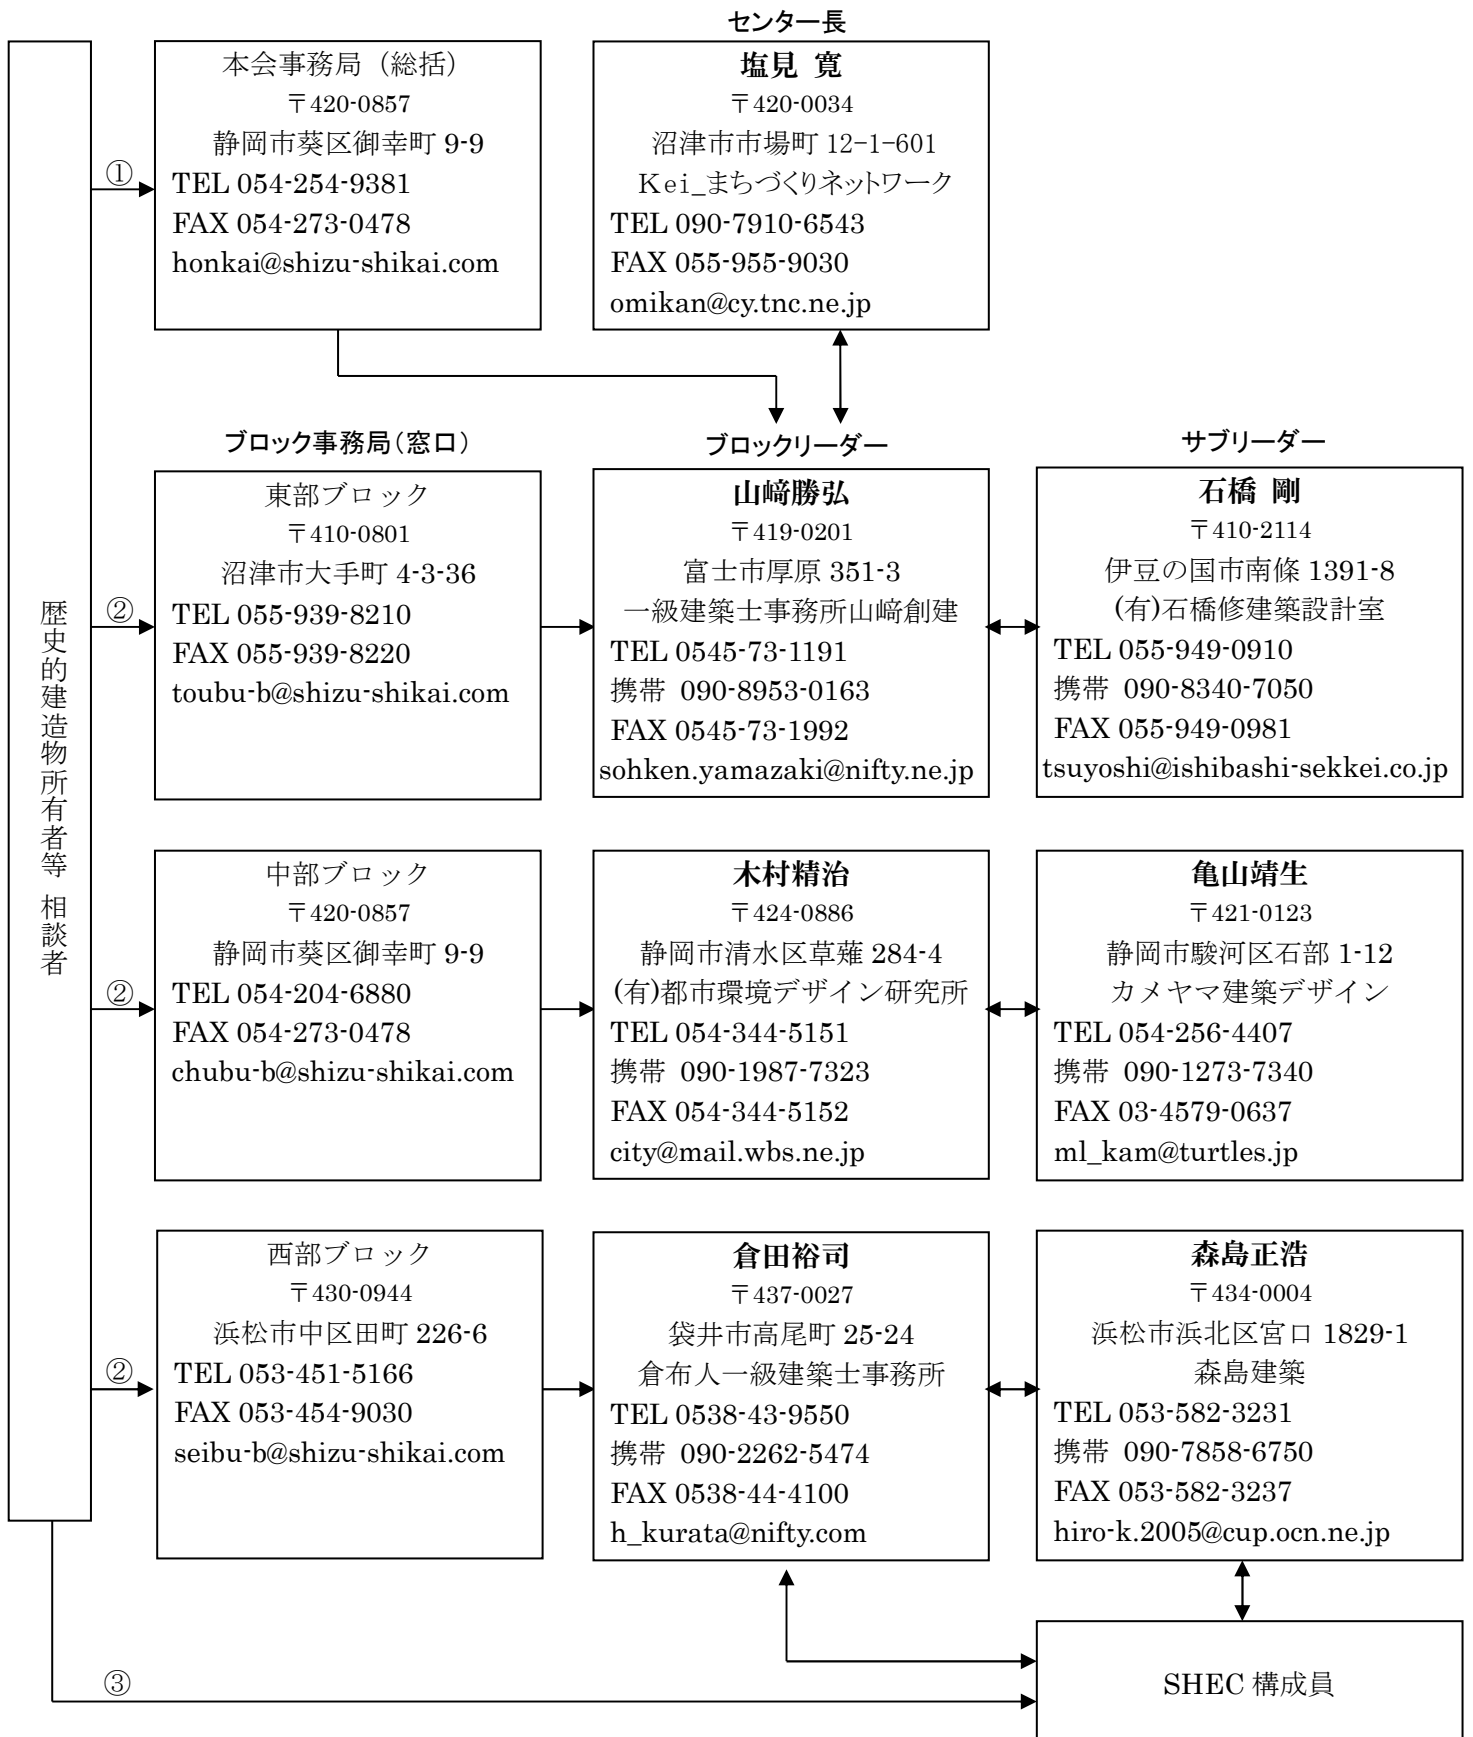 センター長
本会事務局（総括）
〒420-0857
静岡市葵区御幸町 9-9
TEL 054-254-9381
FAX 054-273-0478
honkai@shizu-shikai.com
塩見 寛
〒420-0034
沼津市市場町 12-1-601
Kei_まちづくりネットワーク
TEL 090-7910-6543
FAX 055-955-9030
omikan@cy.tnc.ne.jp
①
ブロック事務局（窓口）
ブロックリーダー
サブリーダー
東部ブロック
〒410-0801
沼津市大手町 4-3-36
TEL 055-939-8210
FAX 055-939-8220
toubu-b@shizu-shikai.com
山﨑勝弘
〒419-0201
富士市厚原 351-3
一級建築士事務所山﨑創建
TEL 0545-73-1191
携帯 090-8953-0163
FAX 0545-73-1992
sohken.yamazaki@nifty.ne.jp
石橋 剛
〒410-2114
伊豆の国市南條 1391-8
(有)石橋修建築設計室
TEL 055-949-0910
携帯 090-8340-7050
FAX 055-949-0981
tsuyoshi@ishibashi-sekkei.co.jp
②
歴史的建造物所有者等 相談者
中部ブロック
〒420-0857
静岡市葵区御幸町 9-9
TEL 054-204-6880
FAX 054-273-0478
chubu-b@shizu-shikai.com
木村精治
〒424-0886
静岡市清水区草薙 284-4
(有)都市環境デザイン研究所
TEL 054-344-5151
携帯 090-1987-7323
FAX 054-344-5152
city@mail.wbs.ne.jp
亀山靖生
〒421-0123
静岡市駿河区石部 1-12
カメヤマ建築デザイン
TEL 054-256-4407
携帯 090-1273-7340
FAX 03-4579-0637
ml_kam@turtles.jp
②
西部ブロック
〒430-0944
浜松市中区田町 226-6
TEL 053-451-5166
FAX 053-454-9030
seibu-b@shizu-shikai.com
倉田裕司
〒437-0027
袋井市高尾町 25-24
倉布人一級建築士事務所
TEL 0538-43-9550
携帯 090-2262-5474
FAX 0538-44-4100
h_kurata@nifty.com
森島正浩
〒434-0004
浜松市浜北区宮口 1829-1
森島建築
TEL 053-582-3231
携帯 090-7858-6750
FAX 053-582-3237
hiro-k.2005@cup.ocn.ne.jp
②
③
SHEC 構成員